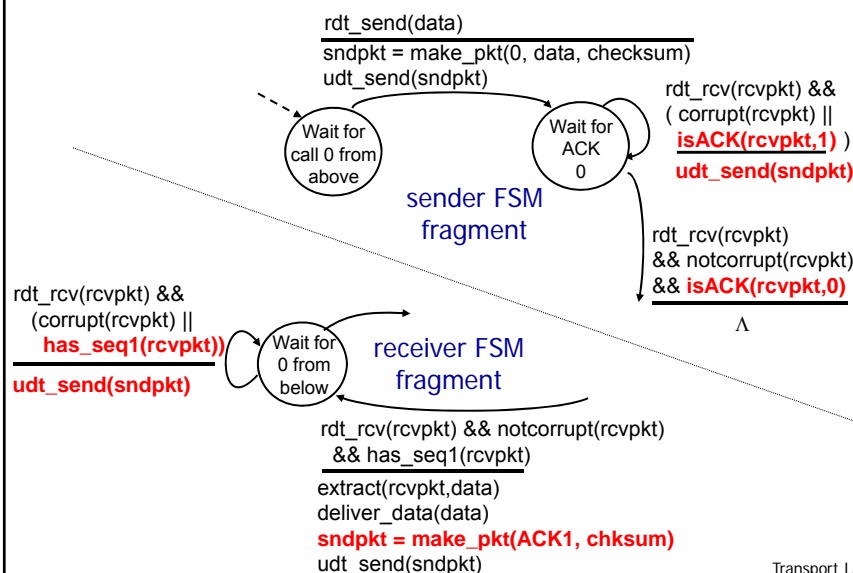 rdt_send(data)
sndpkt = make_pkt(0, data, checksum)
udt_send(sndpkt)
Wait for
call 0 from
above
Wait for
ACK
0
rdt_rcv(rcvpkt) &&
( corrupt(rcvpkt) ||
isACK(rcvpkt,1) )
udt_send(sndpkt)
sender FSM
fragment
rdt_rcv(rcvpkt)
&& notcorrupt(rcvpkt)
&& isACK(rcvpkt,0)
Λ
rdt_rcv(rcvpkt) &&
(corrupt(rcvpkt) ||
has_seq1(rcvpkt))
udt_send(sndpkt)
Wait for
0 from
below
receiver FSM
fragment
rdt_rcv(rcvpkt) && notcorrupt(rcvpkt)
&& has_seq1(rcvpkt)
extract(rcvpkt,data)
deliver_data(data)
sndpkt = make_pkt(ACK1, chksum)
udt_send(sndpkt)
Transport